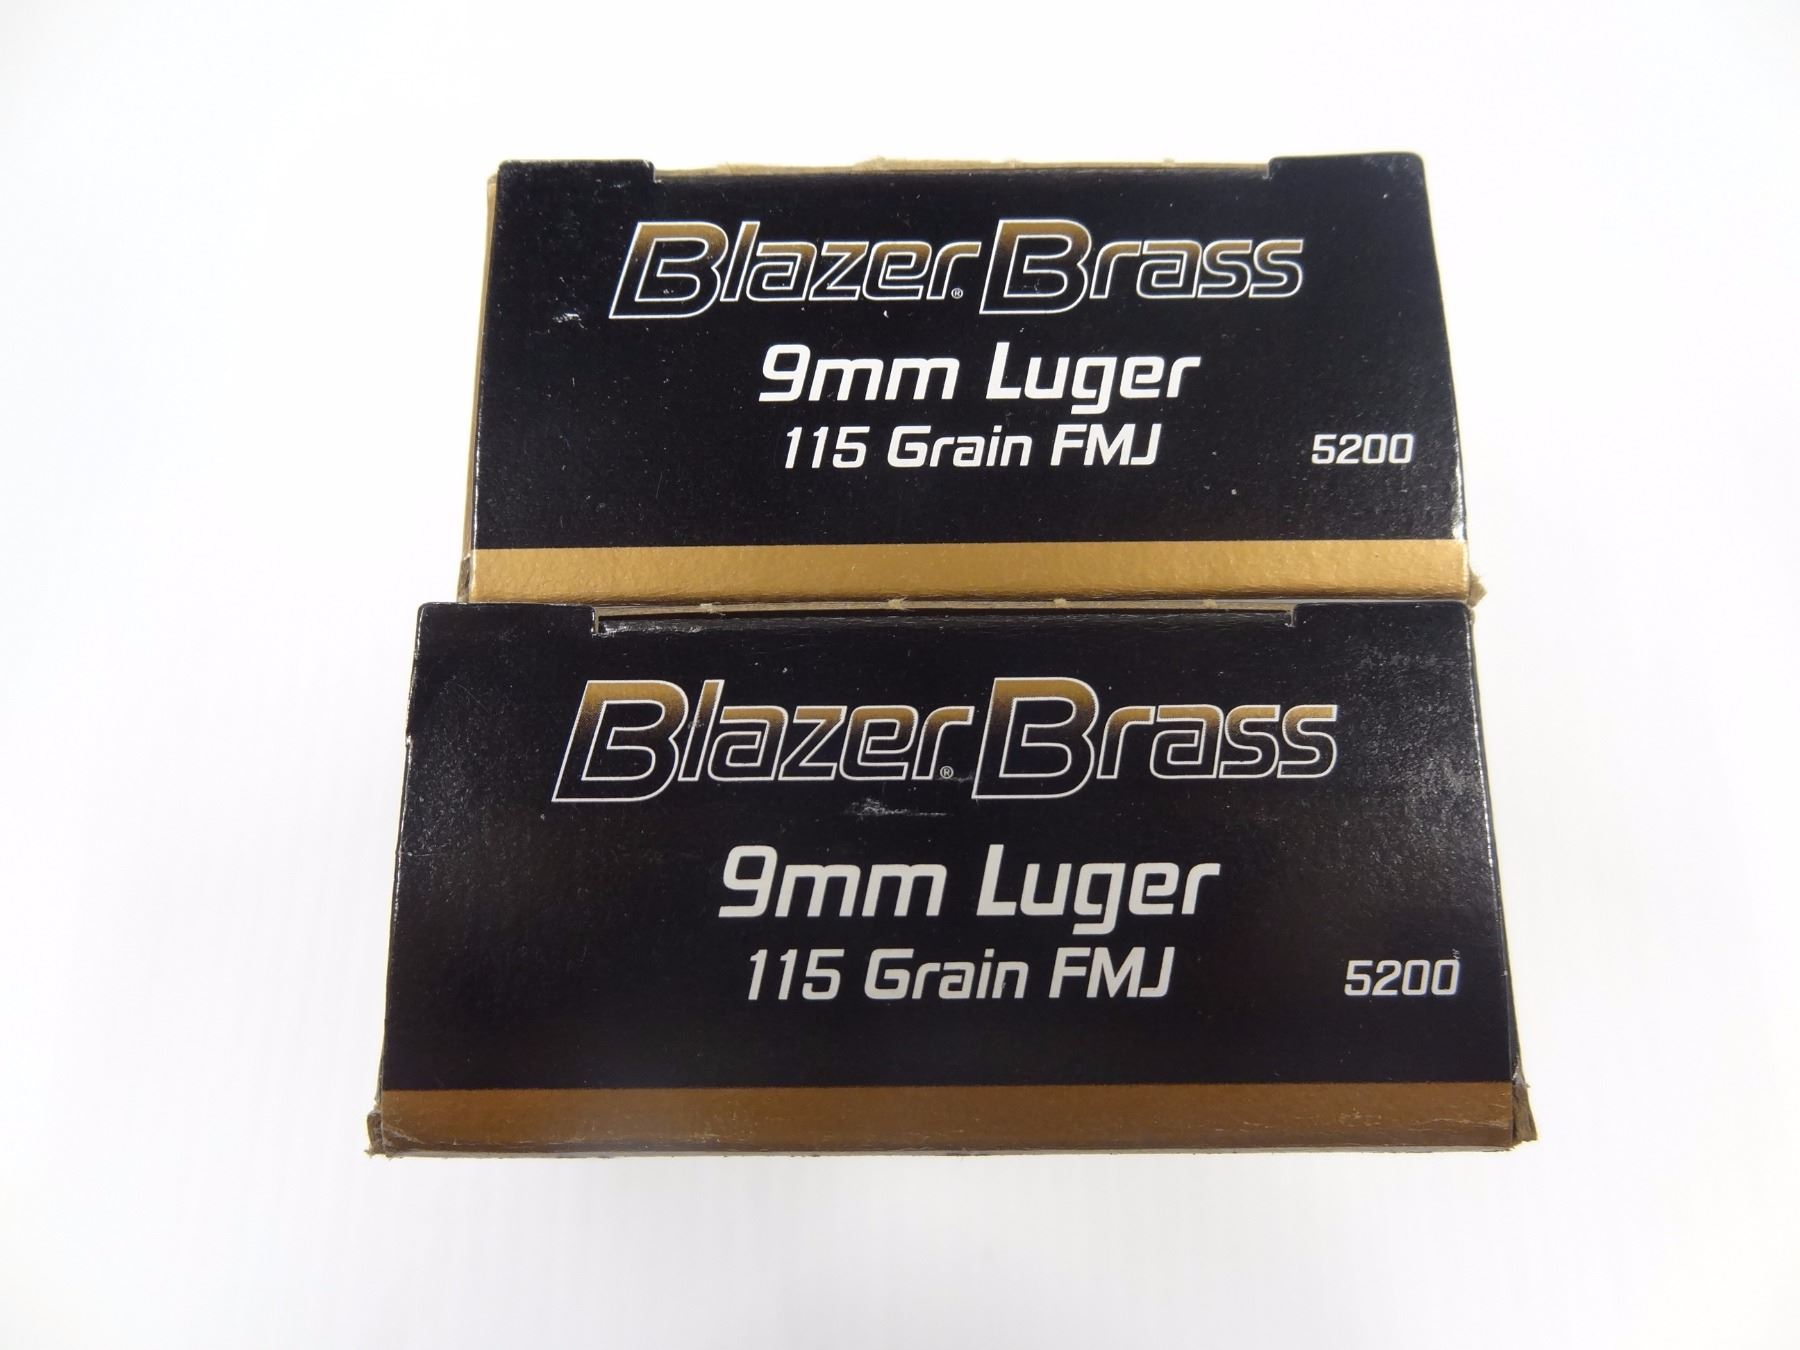 Blazer® Brass
9mm Luger
115 Grain FMJ
5200
Blazer® Brass
9mm Luger
115 Grain FMJ
5200